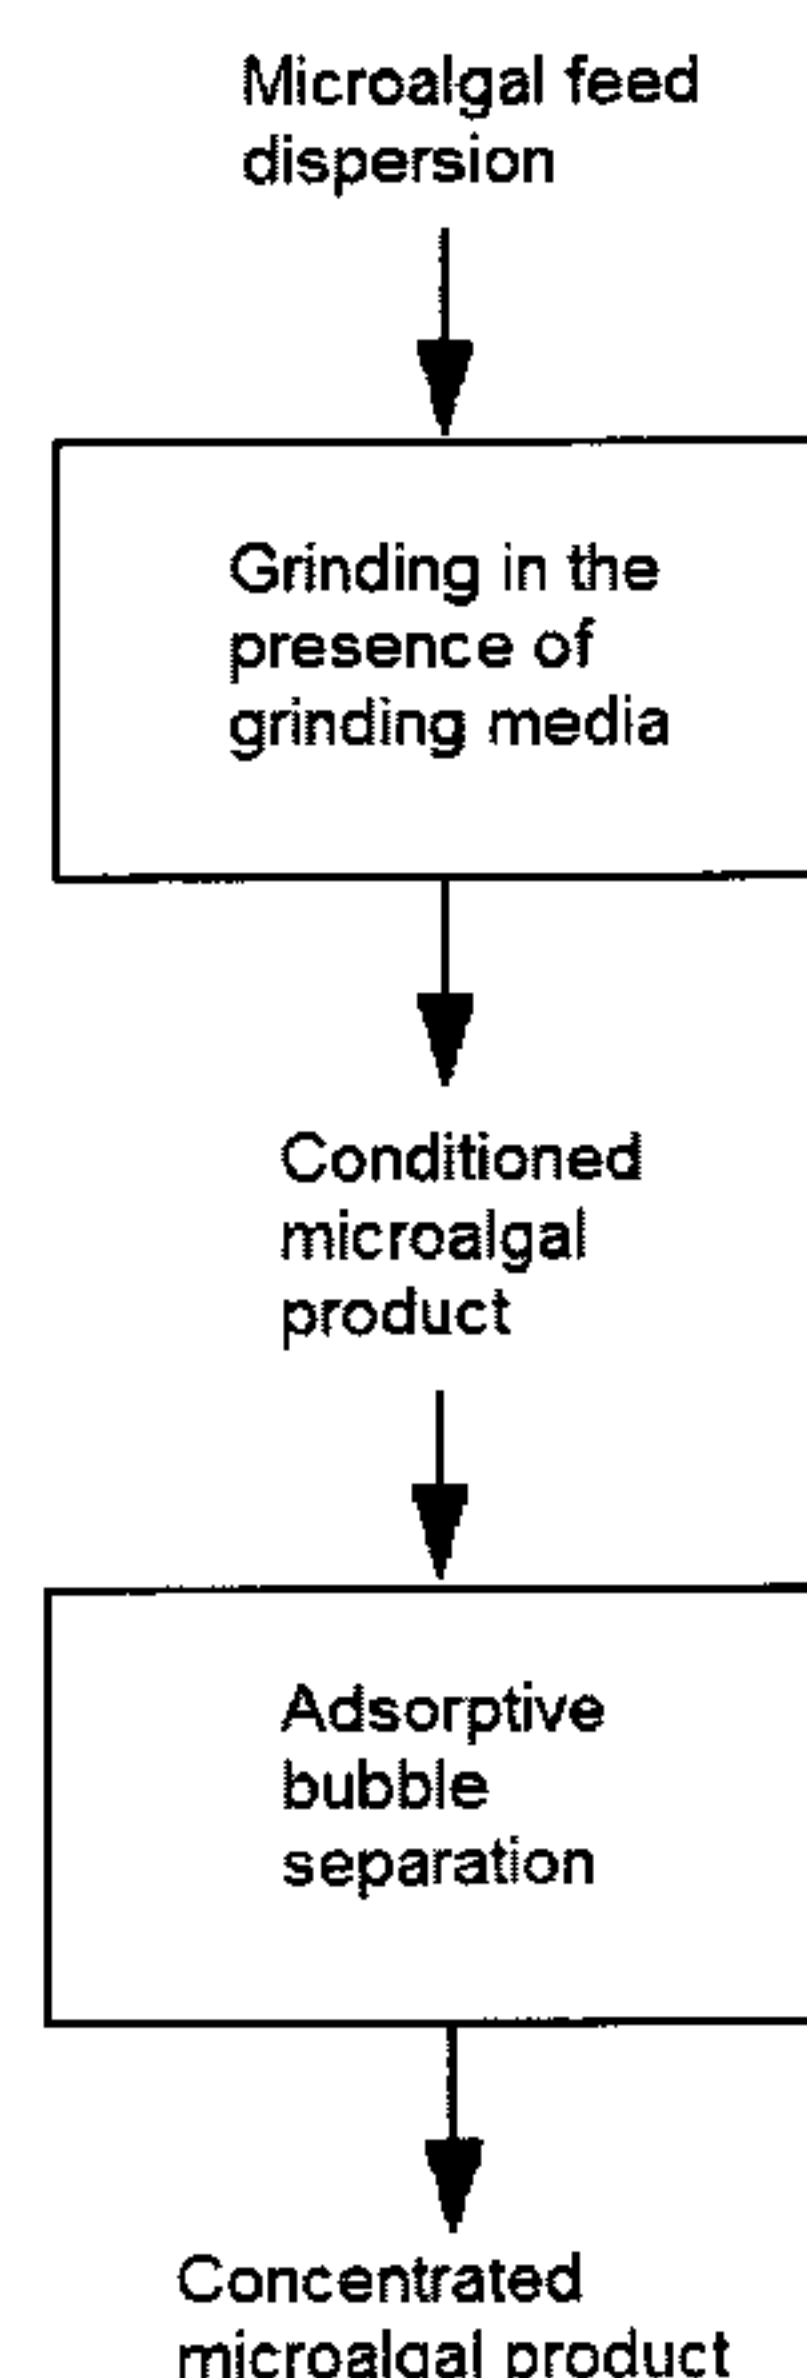 Microalgal feed
dispersion
Grinding in the
presence of
grinding media
Conditioned
microalgal
product
Adsorptive
bubble
separation
Concentrated
microalgal product